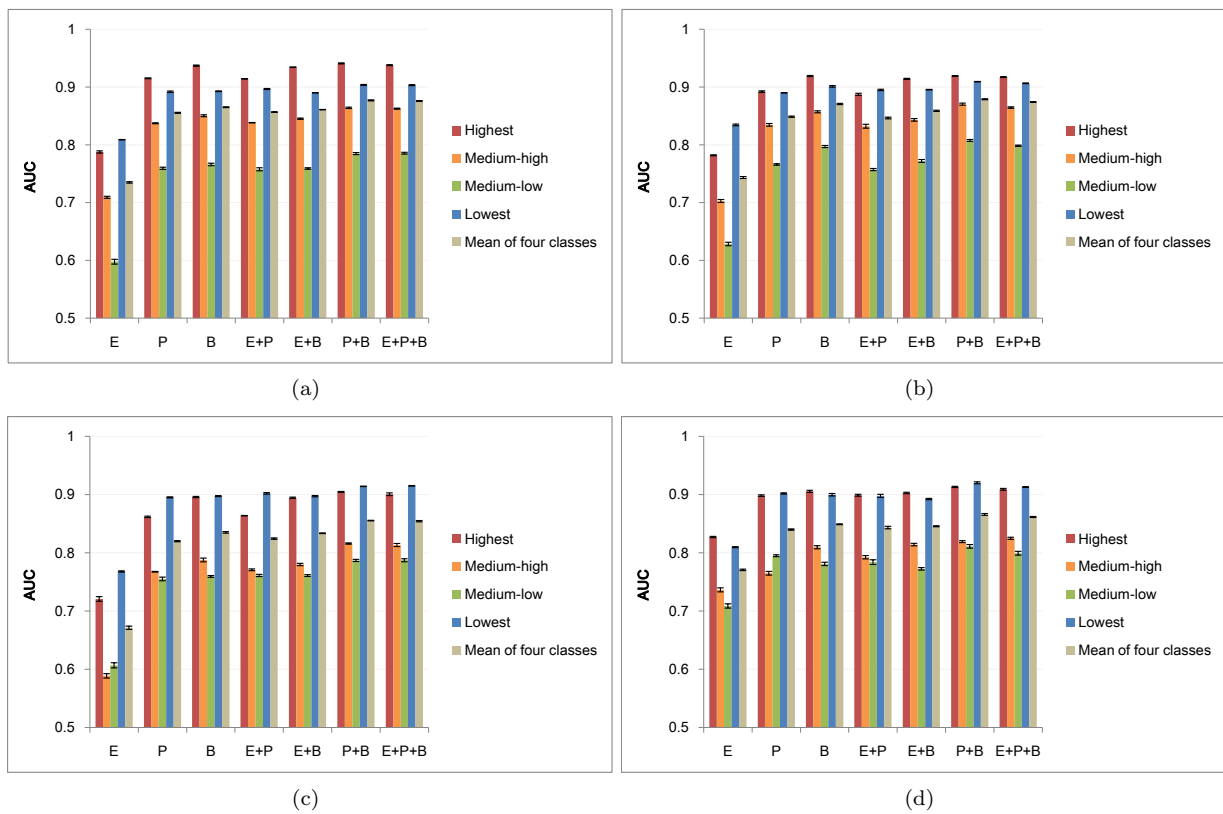 1
0.9
0.8
0.7
0.6
0.5
AUC
E P B E+P E+B P+B E+P+B
Highest
Medium-high
Medium-low
Lowest
Mean of four classes
(a)
1
0.9
0.8
0.7
0.6
0.5
AUC
E P B E+P E+B P+B E+P+B
Highest
Medium-high
Medium-low
Lowest
Mean of four classes
(b)
1
0.9
0.8
0.7
0.6
0.5
AUC
E P B E+P E+B P+B E+P+B
Highest
Medium-high
Medium-low
Lowest
Mean of four classes
(c)
1
0.9
0.8
0.7
0.6
0.5
AUC
E P B E+P E+B P+B E+P+B
Highest
Medium-high
Medium-low
Lowest
Mean of four classes
(d)